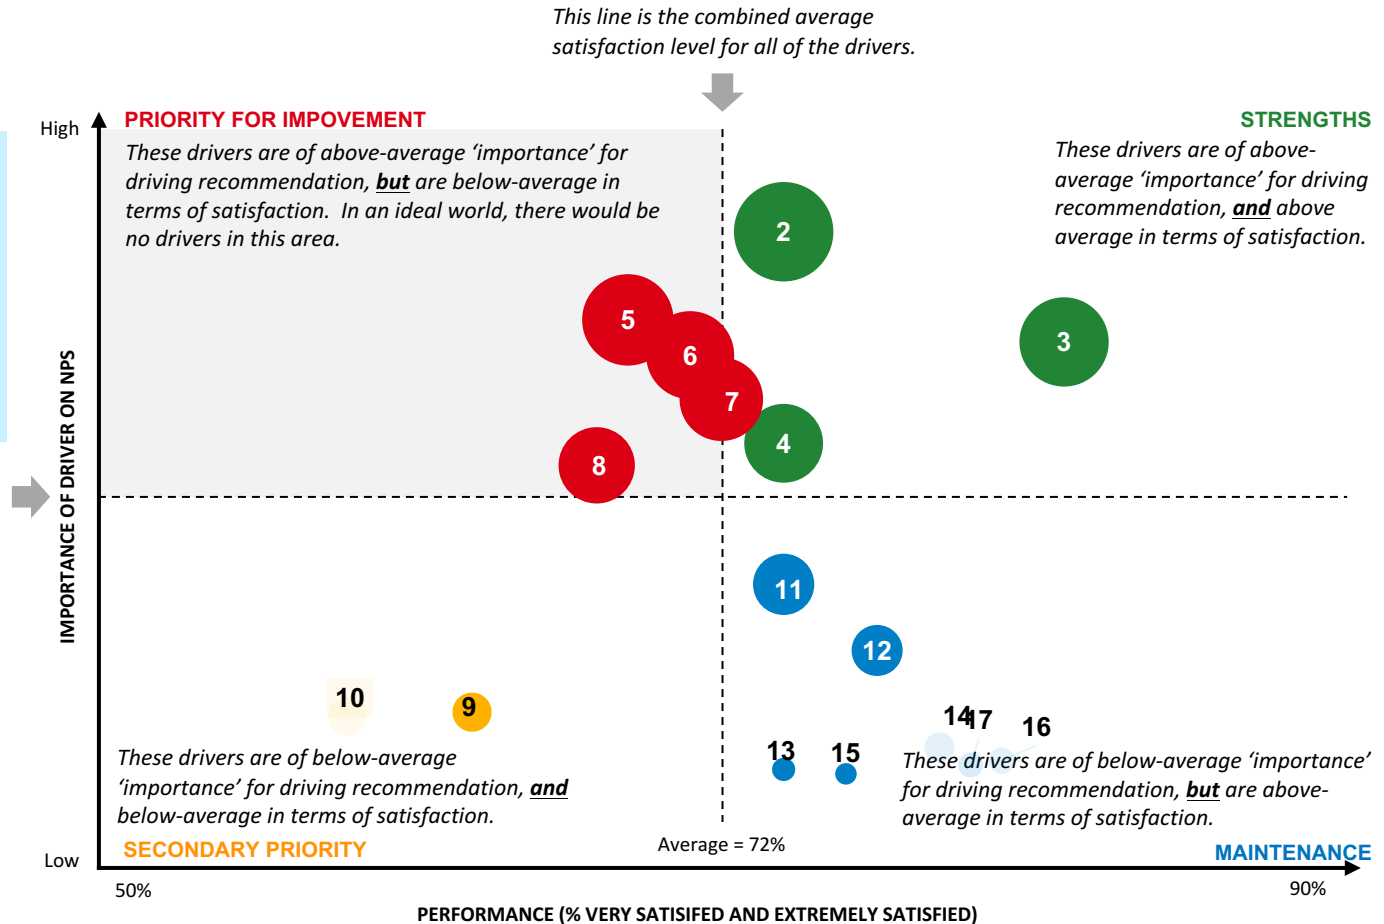 This line is the combined average
satisfaction level for all of the drivers.
High
PRIORITY FOR IMPOVEMENT
These drivers are of above-average ‘importance’ for
driving recommendation, but are below-average in
terms of satisfaction.  In an ideal world, there would be
no drivers in this area.
STRENGTHS
These drivers are of above-
average ‘importance’ for driving
recommendation, and above
average in terms of satisfaction.
2
5
3
6
7
4
8
IMPORTANCE OF DRIVER ON NPS
11
12
10
9
14
17
16
13
15
These drivers are of below-average
‘importance’ for driving recommendation, and
below-average in terms of satisfaction.
These drivers are of below-average ‘importance’
for driving recommendation, but are above-
average in terms of satisfaction.
SECONDARY PRIORITY
Average = 72%
MAINTENANCE
Low
50%
90%
PERFORMANCE (% VERY SATISIFED AND EXTREMELY SATISFIED)